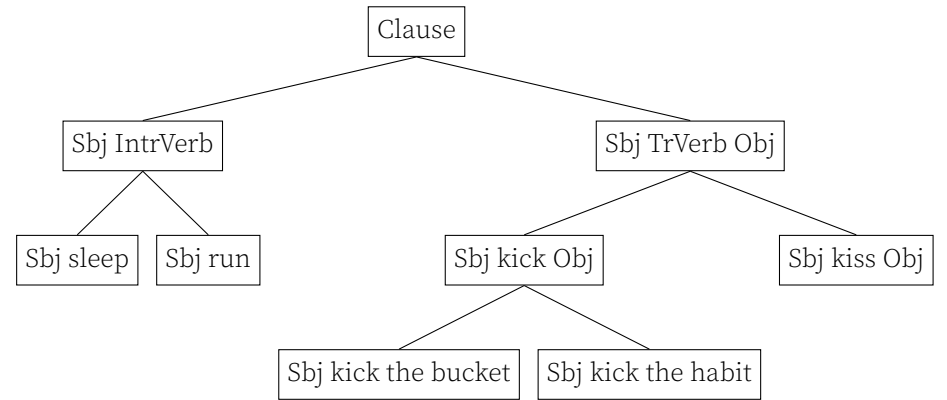 Clause
Sbj IntrVerb
Sbj TrVerb Obj
Sbj sleep
Sbj run
Sbj kick Obj
Sbj kiss Obj
Sbj kick the bucket
Sbj kick the habit